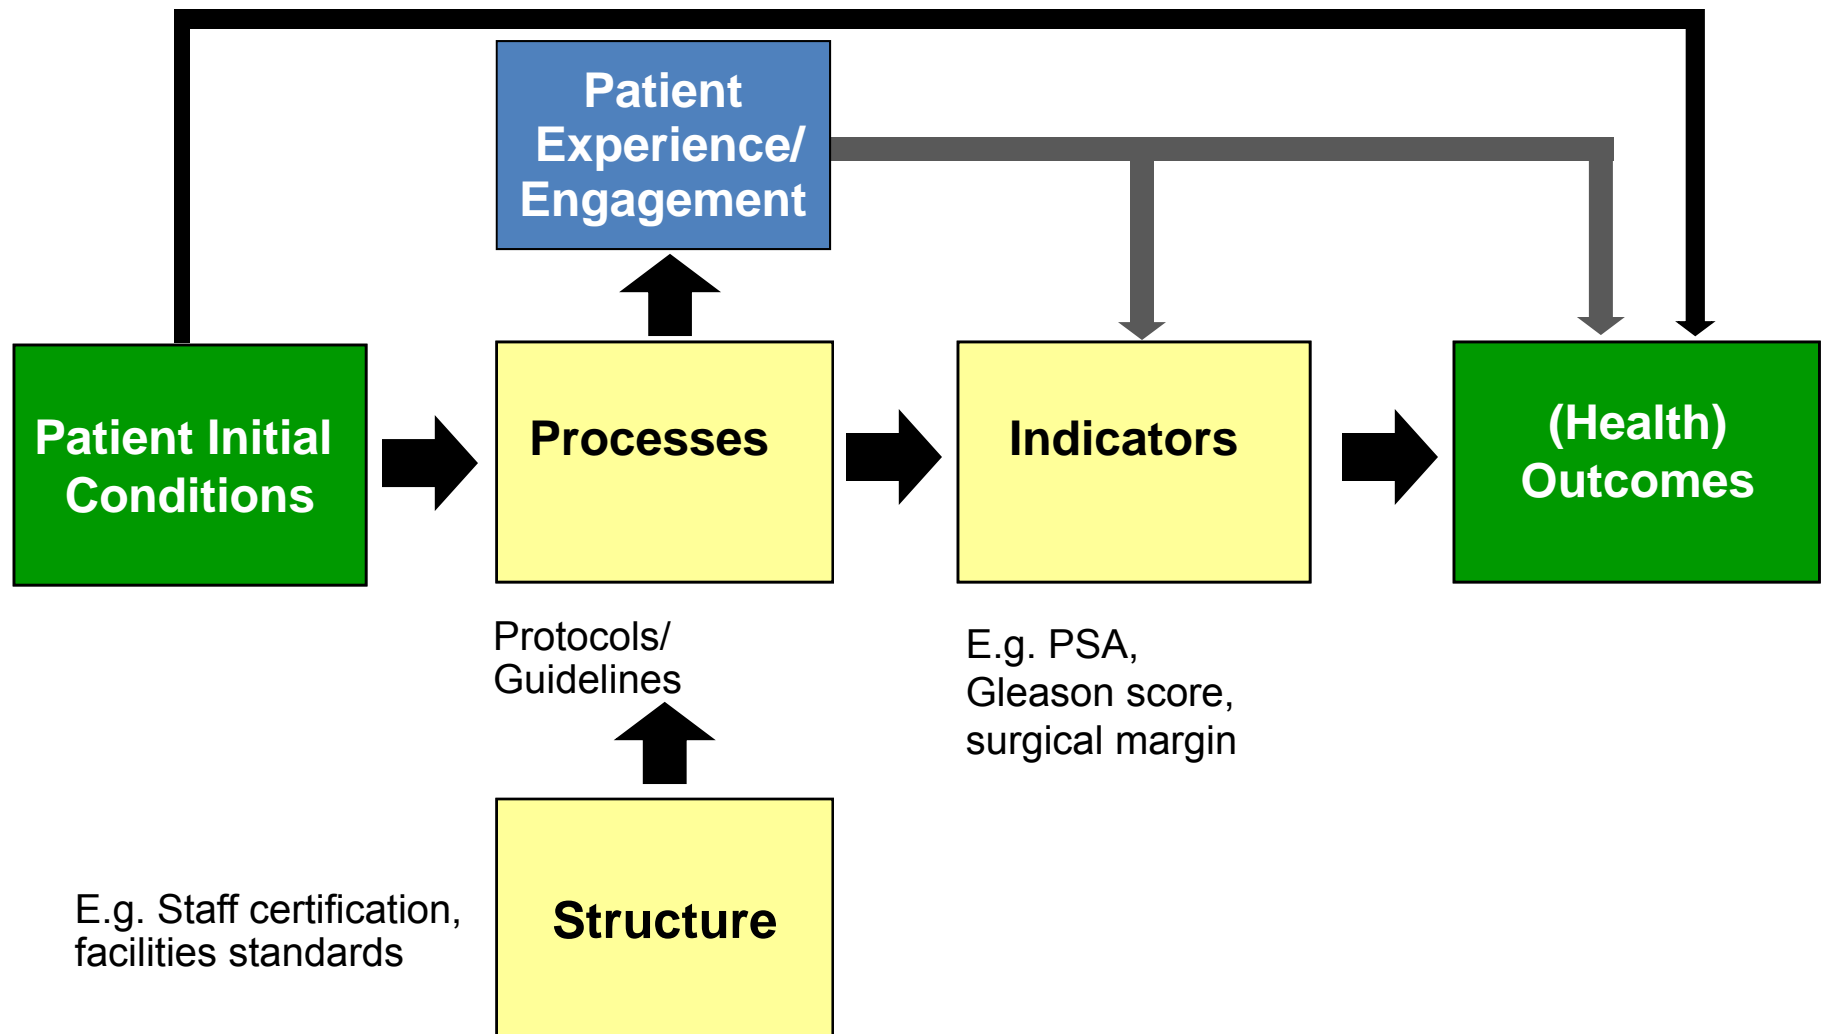 Patient
Experience/
Engagement
Patient Initial
Conditions
Processes
Indicators
(Health)
Outcomes
Protocols/
Guidelines
E.g. PSA,
Gleason score,
surgical margin
E.g. Staff certification,
facilities standards
Structure